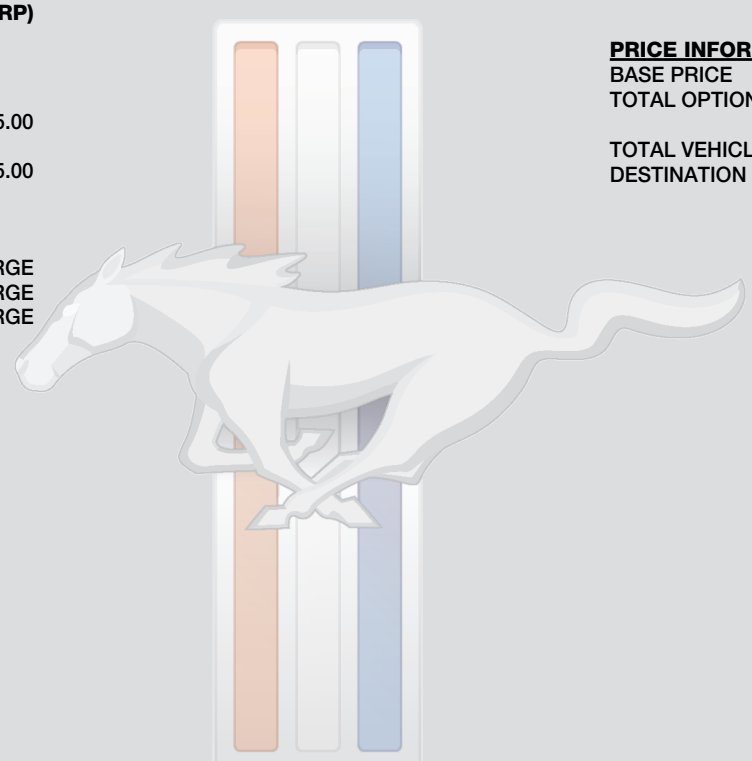 RP)
5.00
5.00
RGE
RGE
RGE
PRICE INFOR
BASE PRICE
TOTAL OPTION
TOTAL VEHICL
DESTINATION